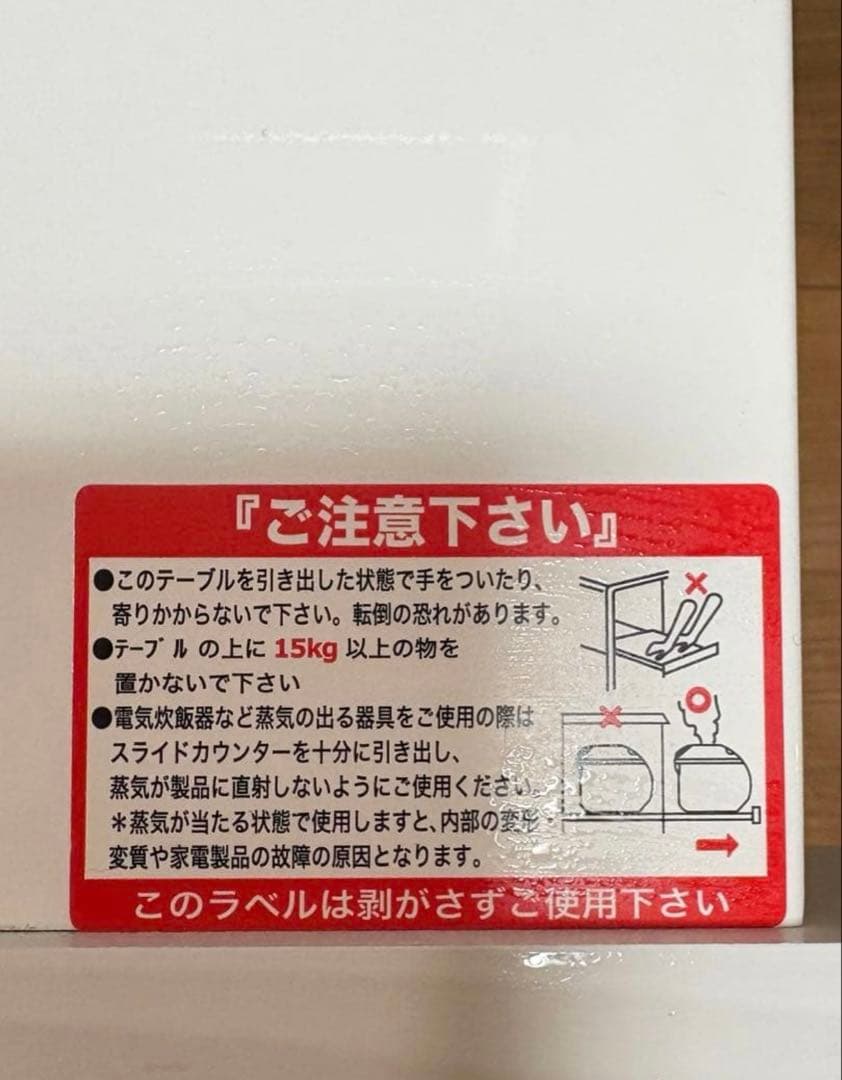 『ご注意下さい』
●このテーブルを引き出した状態で手をついたり、
寄りかからないで下さい。転倒の恐れがあります。
●ﾃｰﾌﾞﾙ の上に 15kg 以上の物を
置かないで下さい
●電気炊飯器など蒸気の出る器具をご使用の際は
スライドカウンターを十分に引き出し、
蒸気が製品に直射しないようにご使用ください。
＊蒸気が当たる状態で使用しますと、内部の変形・
変質や家電製品の故障の原因となります。
このラベルは剥がさずご使用下さい